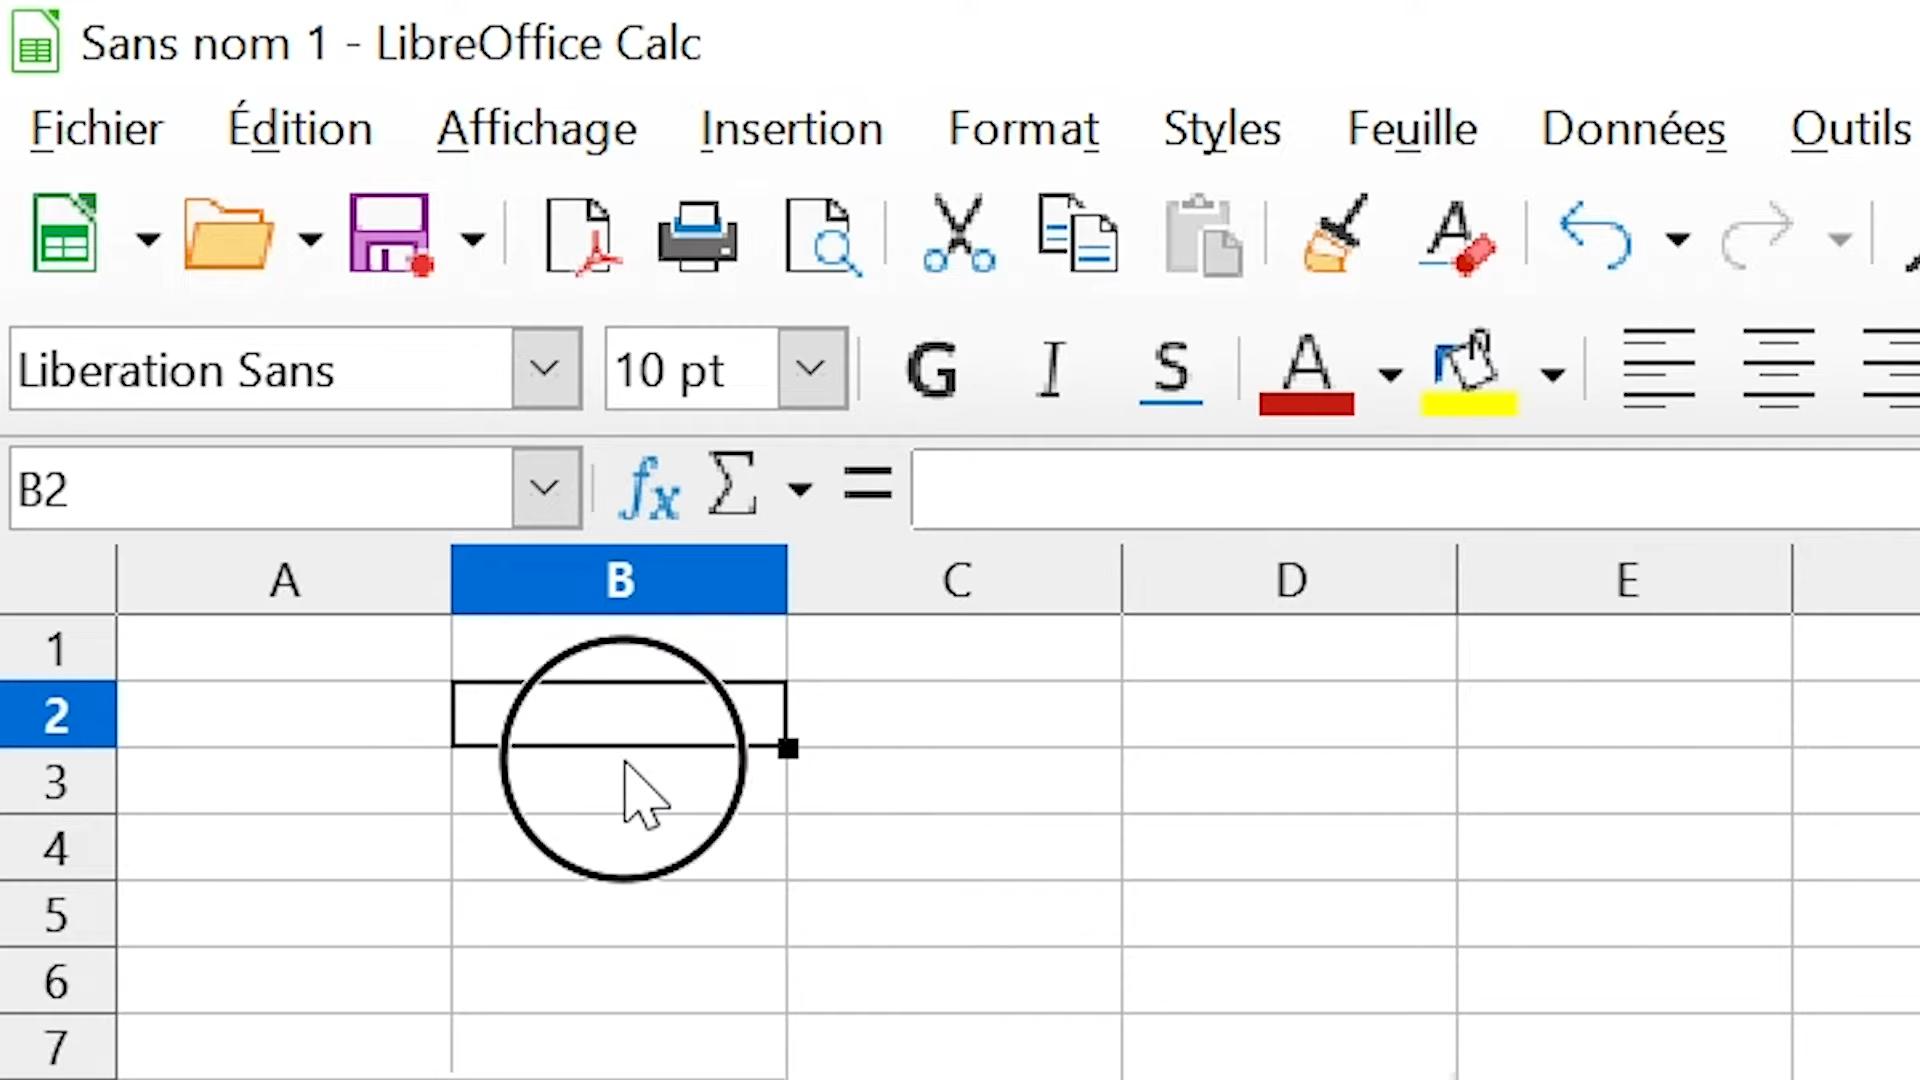 Sans nom 1 - LibreOffice Calc
Fichier Édition Affichage Insertion Format Styles Feuille Données Outils
Liberation Sans 10 pt G I S A
B2 fx Σ =
A B C D E
1
2
3
4
5
6
7